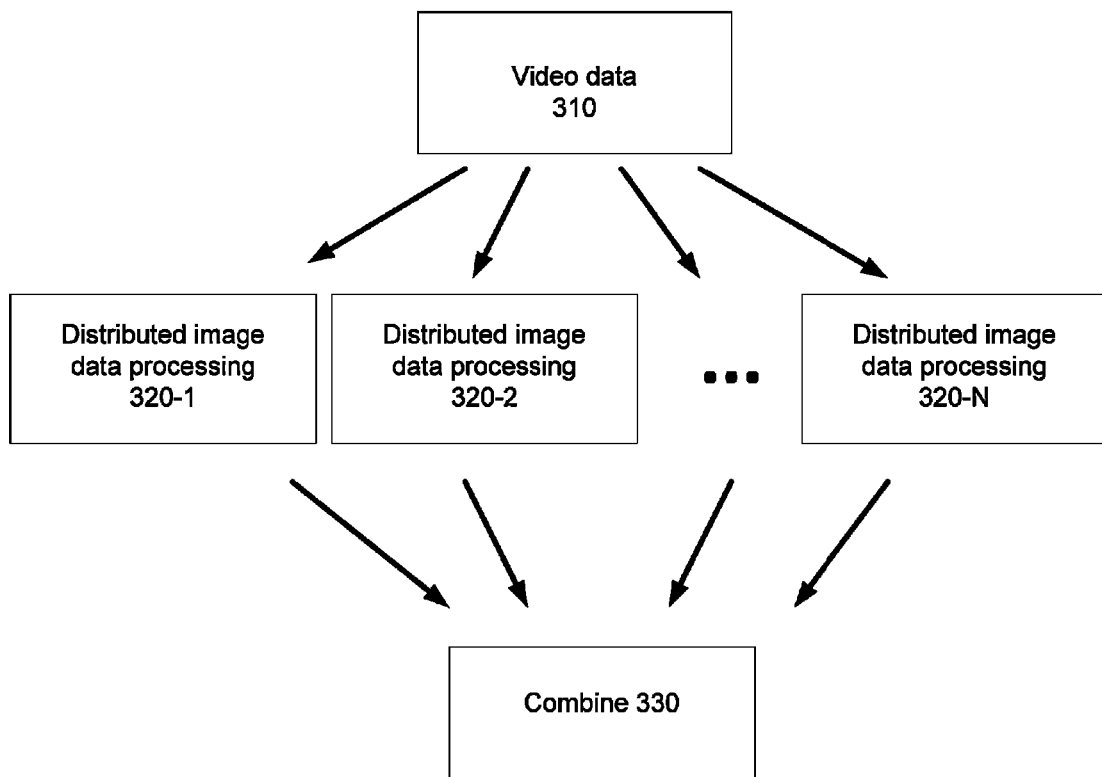 Video data
310
Distributed image
data processing
320-1
Distributed image
data processing
320-2
...
Distributed image
data processing
320-N
Combine 330